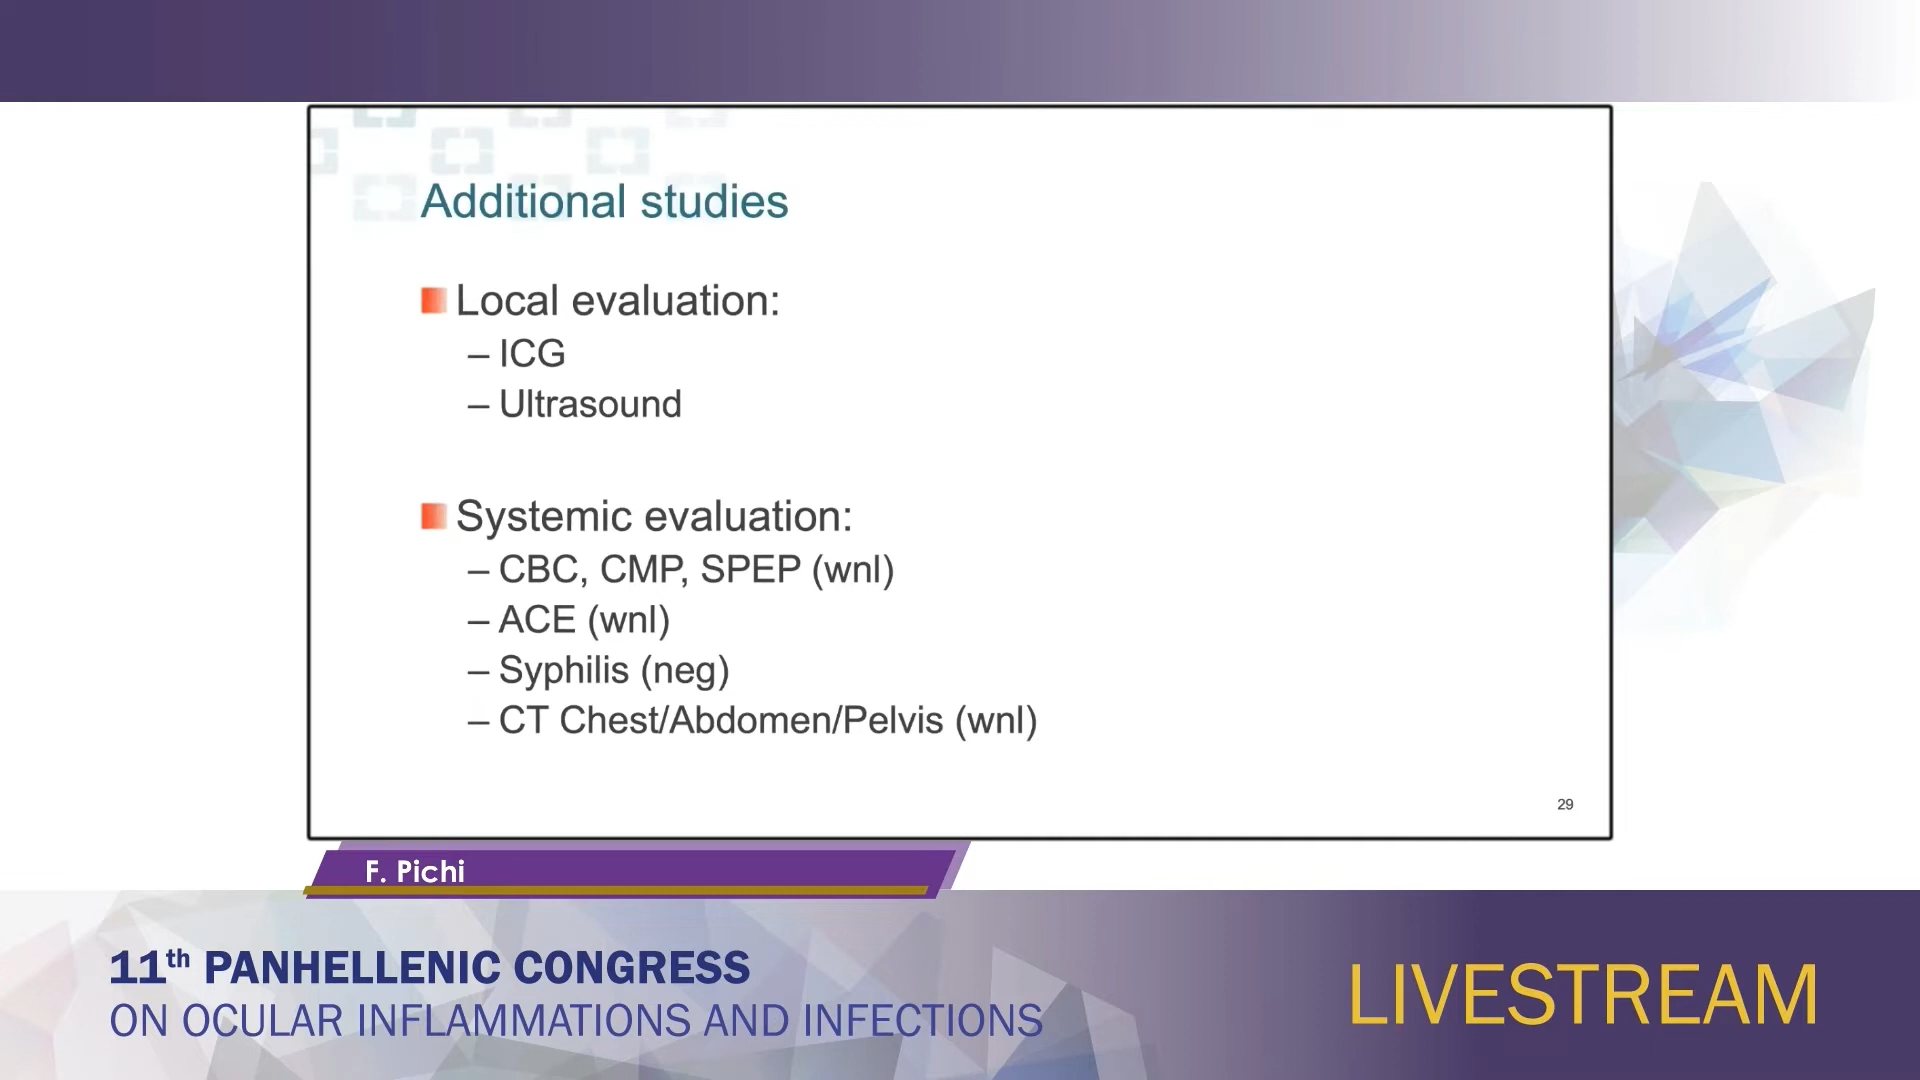 Additional studies
Local evaluation:
– ICG
– Ultrasound
Systemic evaluation:
– CBC, CMP, SPEP (wnl)
– ACE (wnl)
– Syphilis (neg)
– CT Chest/Abdomen/Pelvis (wnl)
29
F. Pichi
11th PANHELLENIC CONGRESS
ON OCULAR INFLAMMATIONS AND INFECTIONS
LIVESTREAM